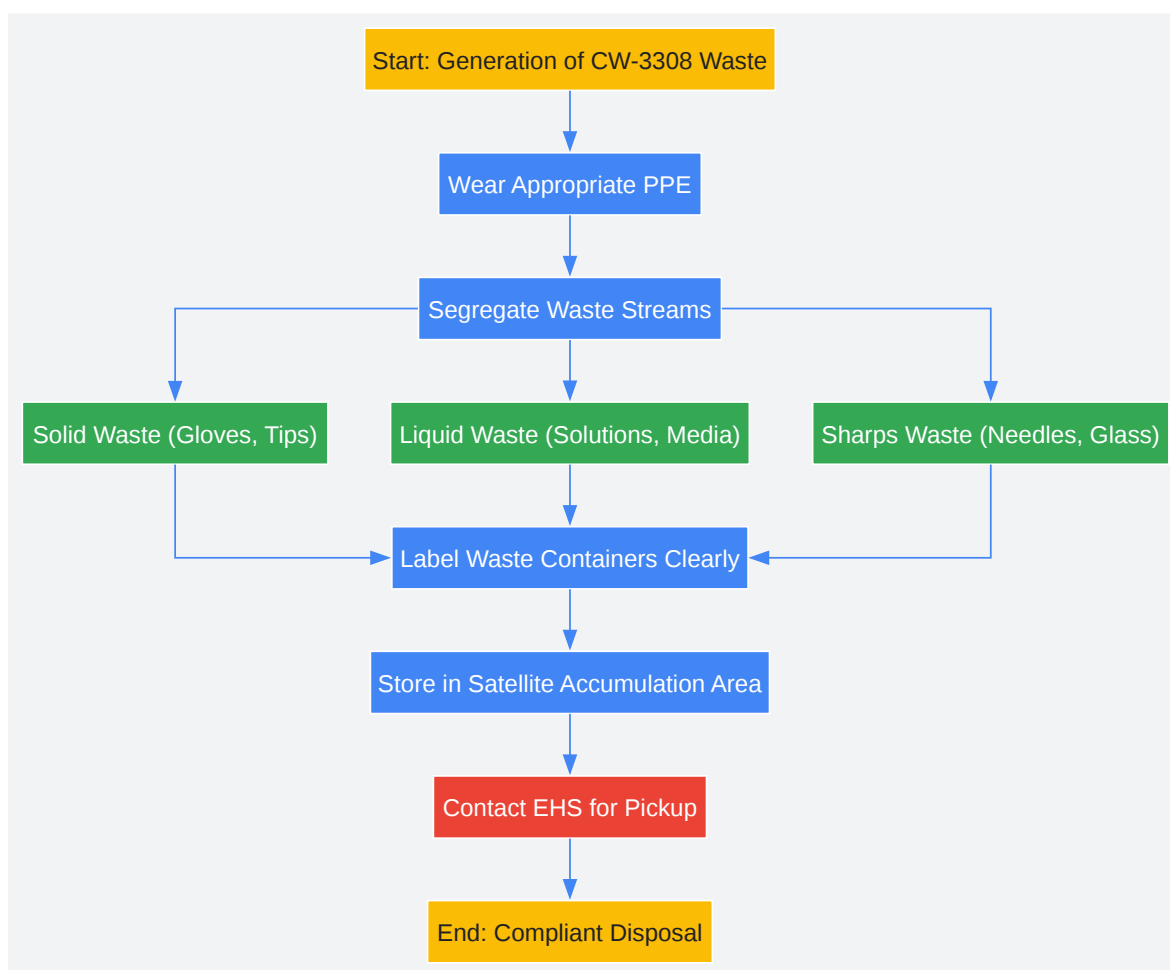 Start: Generation of CW-3308 Waste
Wear Appropriate PPE
Segregate Waste Streams
Solid Waste (Gloves, Tips)
Liquid Waste (Solutions, Media)
Sharps Waste (Needles, Glass)
Label Waste Containers Clearly
Store in Satellite Accumulation Area
Contact EHS for Pickup
End: Compliant Disposal